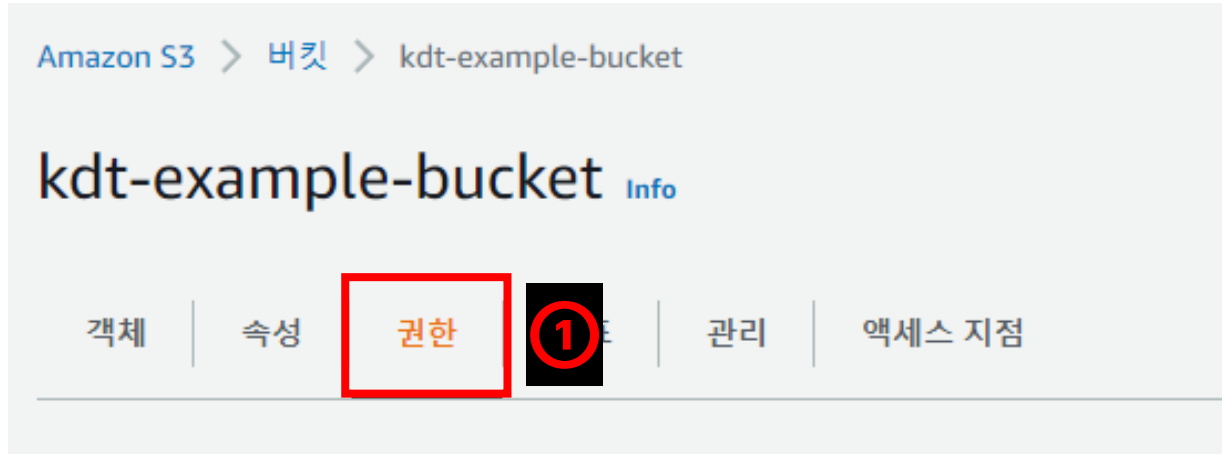 Amazon S3 > 버킷 > kdt-example-bucket
kdt-example-bucket Info
객체 속성 권한 ① 관리 액세스 지점